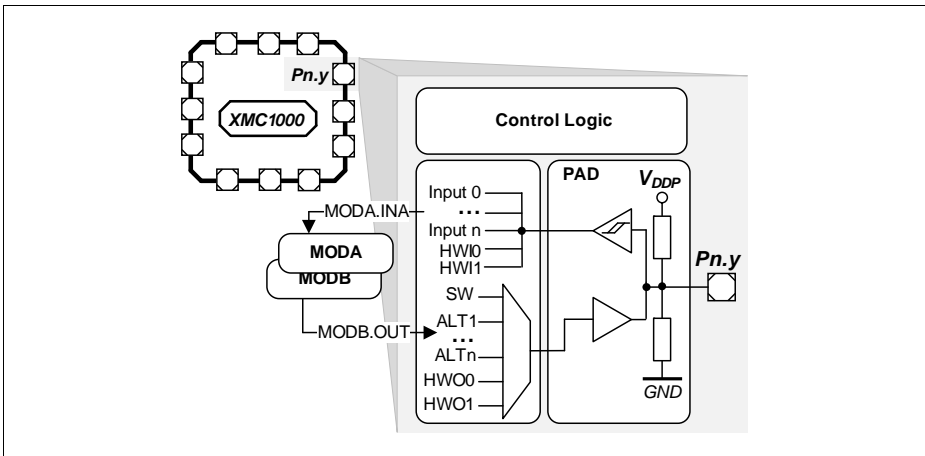 Pn.y
XMC1000
Control Logic
PAD
VDDP
Input 0
...
Input n
HWI0
HWI1
MODA.INA
MODA
MODB
MODB.OUT
Pn.y
SW
ALT1
...
ALTn
HWO0
HWO1
GND